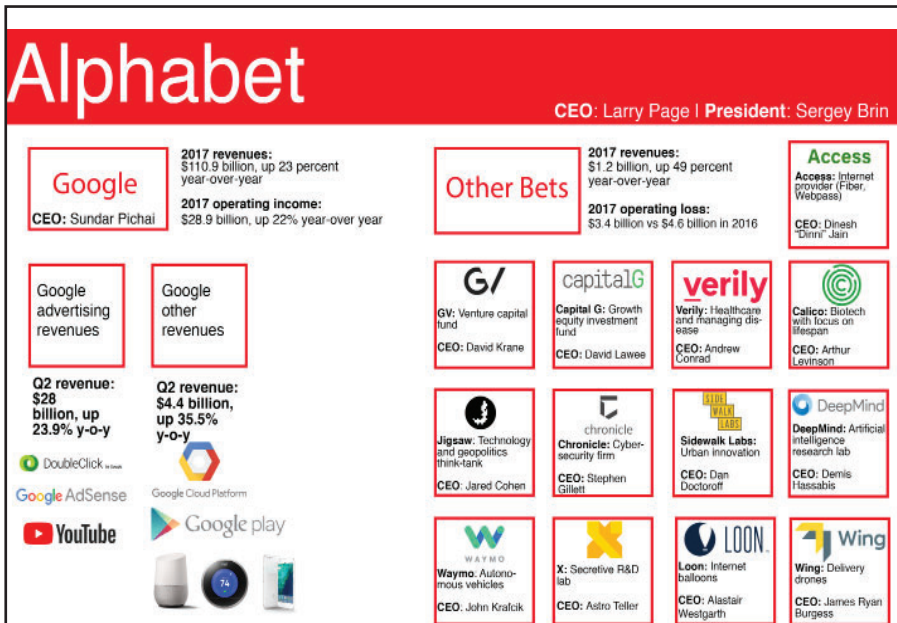 Alphabet
CEO: Larry Page I President: Sergey Brin
Google
CEO: Sundar Pichai
2017 revenues:
$110.9 billion, up 23 percent
year-over-year
2017 operating income:
$28.9 billion, up 22% year-over year
Other Bets
2017 revenues:
$1.2 billion, up 49 percent
year-over-year
2017 operating loss:
$3.4 billion vs $4.6 billion in 2016
Access
Access: Internet
provider (Fiber,
Webpass)
CEO: Dinesh
"Dinni" Jain
Google
advertising
revenues
Q2 revenue:
$28
billion, up
23.9% y-o-y
DoubleClick
Google AdSense
YouTube
Google
other
revenues
Q2 revenue:
$4.4 billion,
up 35.5%
y-o-y
Google Cloud Platform
Google play
74
GV
GV: Venture capital
fund
CEO: David Krane
capitalG
Capital G: Growth
equity investment
fund
CEO: David Lawee
verily
Verily: Healthcare
and managing dis-
ease
CEO: Andrew
Conrad
Calico: Biotech
with focus on
lifespan
CEO: Arthur
Levinson
Jigsaw: Technology
and geopolitics
think-tank
CEO: Jared Cohen
chronicle
Chronicle: Cyber-
security firm
CEO: Stephen
Gillett
SIDE
WALK
LABS
Sidewalk Labs:
Urban innovation
CEO: Dan
Doctoroff
DeepMind
DeepMind: Artificial
intelligence
research lab
CEO: Demis
Hassabis
WAYMO
Waymo: Autono-
mous vehicles
CEO: John Krafcik
X: Secretive R&D
lab
CEO: Astro Teller
LOON
Loon: Internet
balloons
CEO: Alastair
Westgarth
Wing
Wing: Delivery
drones
CEO: James Ryan
Burgess